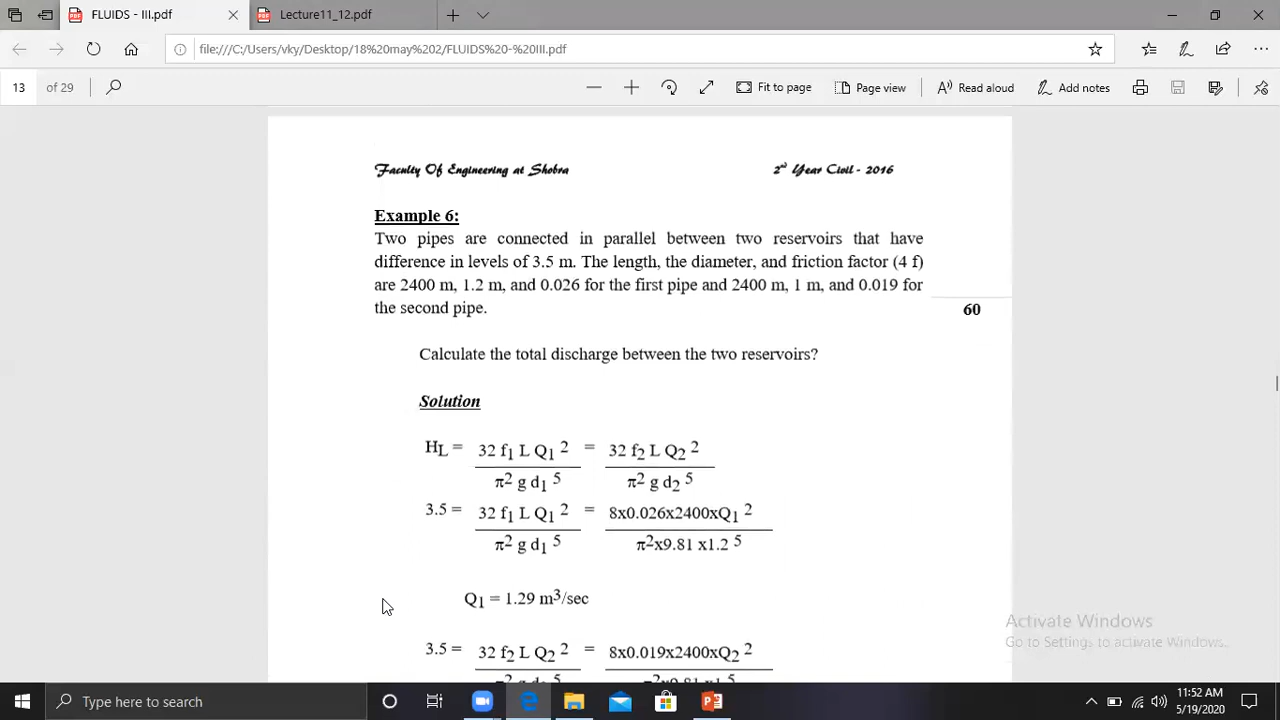 FLUIDS - III.pdf
Lecture11_12.pdf
file:///C:/Users/vky/Desktop/18%20may%202/FLUIDS%20-%20III.pdf
13 of 29
Fit to page
Page view
Read aloud
Add notes
Faculty Of Engineering at Shobra 2nd Year Civil - 2016
Example 6:
Two pipes are connected in parallel between two reservoirs that have
difference in levels of 3.5 m. The length, the diameter, and friction factor (4 f)
are 2400 m, 1.2 m, and 0.026 for the first pipe and 2400 m, 1 m, and 0.019 for
the second pipe.
60
Calculate the total discharge between the two reservoirs?
Solution
HL = 32 f1 L Q1 2 = 32 f2 L Q2 2
π2 g d1 5 π2 g d2 5
3.5 = 32 f1 L Q1 2 = 8x0.026x2400xQ1 2
π2 g d1 5 π2x9.81 x1.2 5
Q1 = 1.29 m3/sec
3.5 = 32 f2 L Q2 2 = 8x0.019x2400xQ2 2
Activate Windows
Go to Settings to activate Windows.
Type here to search
11:52 AM
5/19/2020